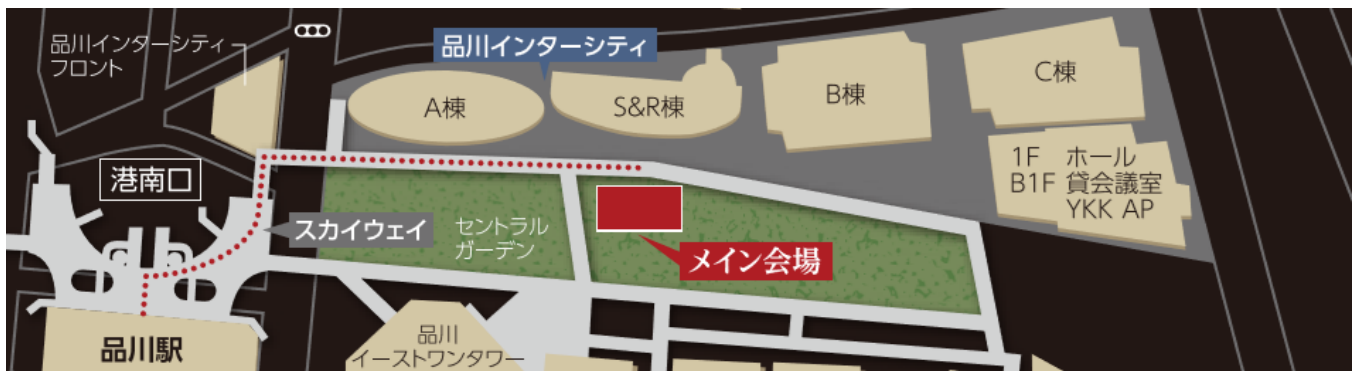 品川インターシティ
フロント
品川インターシティ
A棟
S&R棟
B棟
C棟
1F ホール
B1F 貸会議室
YKK AP
港南口
スカイウェイ
セントラル
ガーデン
メイン会場
品川駅
品川
イーストワンタワー